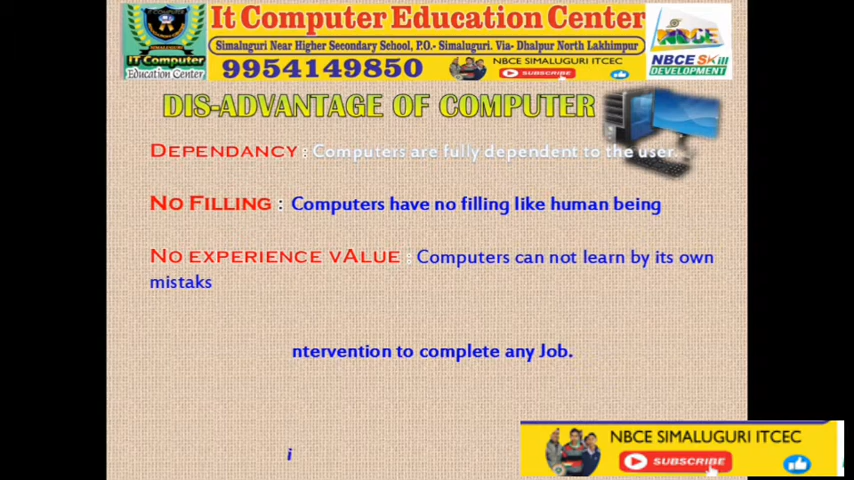 It Computer Education Center
Simaluguri Near Higher Secondary School, P.O.- Simaluguri. Via- Dhalpur North Lakhimpur
IT Computer
Education Center
9954149850
NBCE SIMALUGURI ITCEC
SUBSCRIBE
NBCE
NBCE SKill
DEVELOPMENT
DIS-ADVANTAGE OF COMPUTER
DEPENDANCY : Computers are fully dependent to the user.
NO FILLING : Computers have no filling like human being
NO EXPERIENCE vALUE : Computers can not learn by its own
mistaks
ntervention to complete any Job.
i
NBCE SIMALUGURI ITCEC
SUBSCRIBE